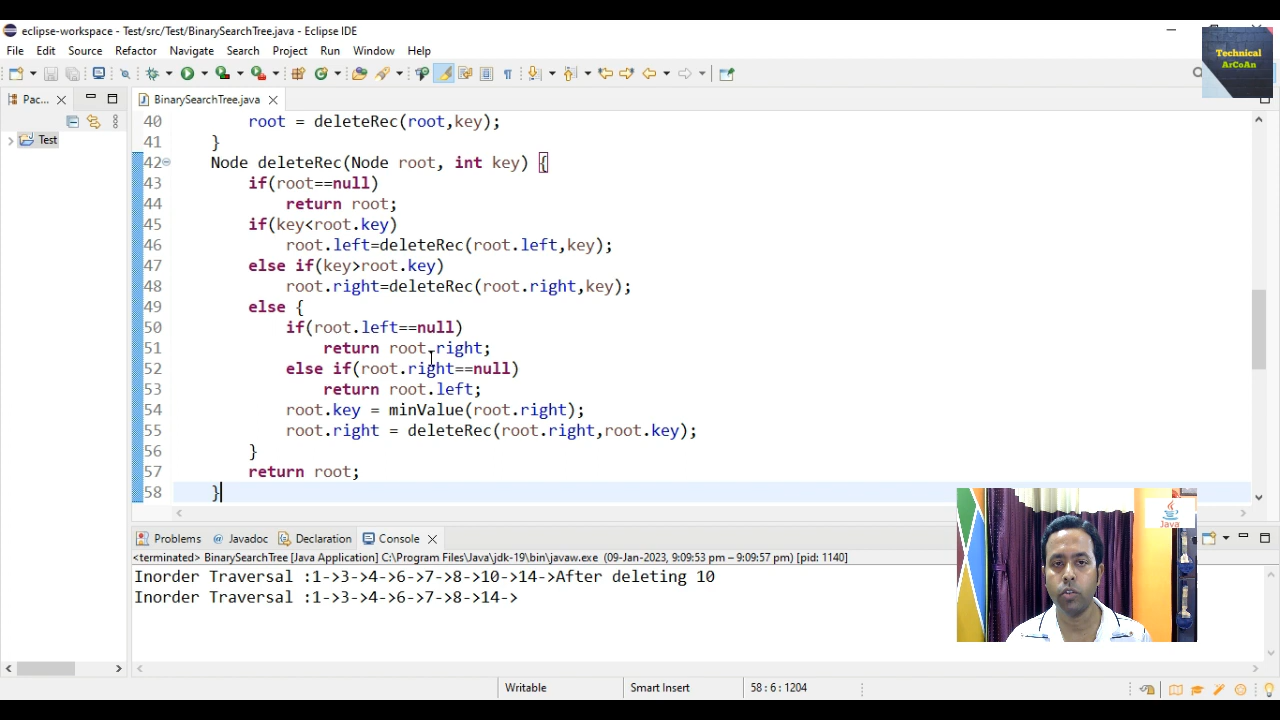 eclipse-workspace - Test/src/Test/BinarySearchTree.java - Eclipse IDE
File Edit Source Refactor Navigate Search Project Run Window Help
Technical
ArCoAn
Pac...
BinarySearchTree.java
Test
40 root = deleteRec(root,key);
41 }
42 Node deleteRec(Node root, int key) {
43 if(root==null)
44 return root;
45 if(key<root.key)
46 root.left=deleteRec(root.left,key);
47 else if(key>root.key)
48 root.right=deleteRec(root.right,key);
49 else {
50 if(root.left==null)
51 return root.right;
52 else if(root.right==null)
53 return root.left;
54 root.key = minValue(root.right);
55 root.right = deleteRec(root.right,root.key);
56 }
57 return root;
58 }
Problems @ Javadoc Declaration Console
<terminated> BinarySearchTree [Java Application] C:\Program Files\Java\jdk-19\bin\javaw.exe (09-Jan-2023, 9:09:53 pm – 9:09:57 pm) [pid: 1140]
Inorder Traversal :1->3->4->6->7->8->10->14->After deleting 10
Inorder Traversal :1->3->4->6->7->8->14->
Java
Writable Smart Insert 58 : 6 : 1204